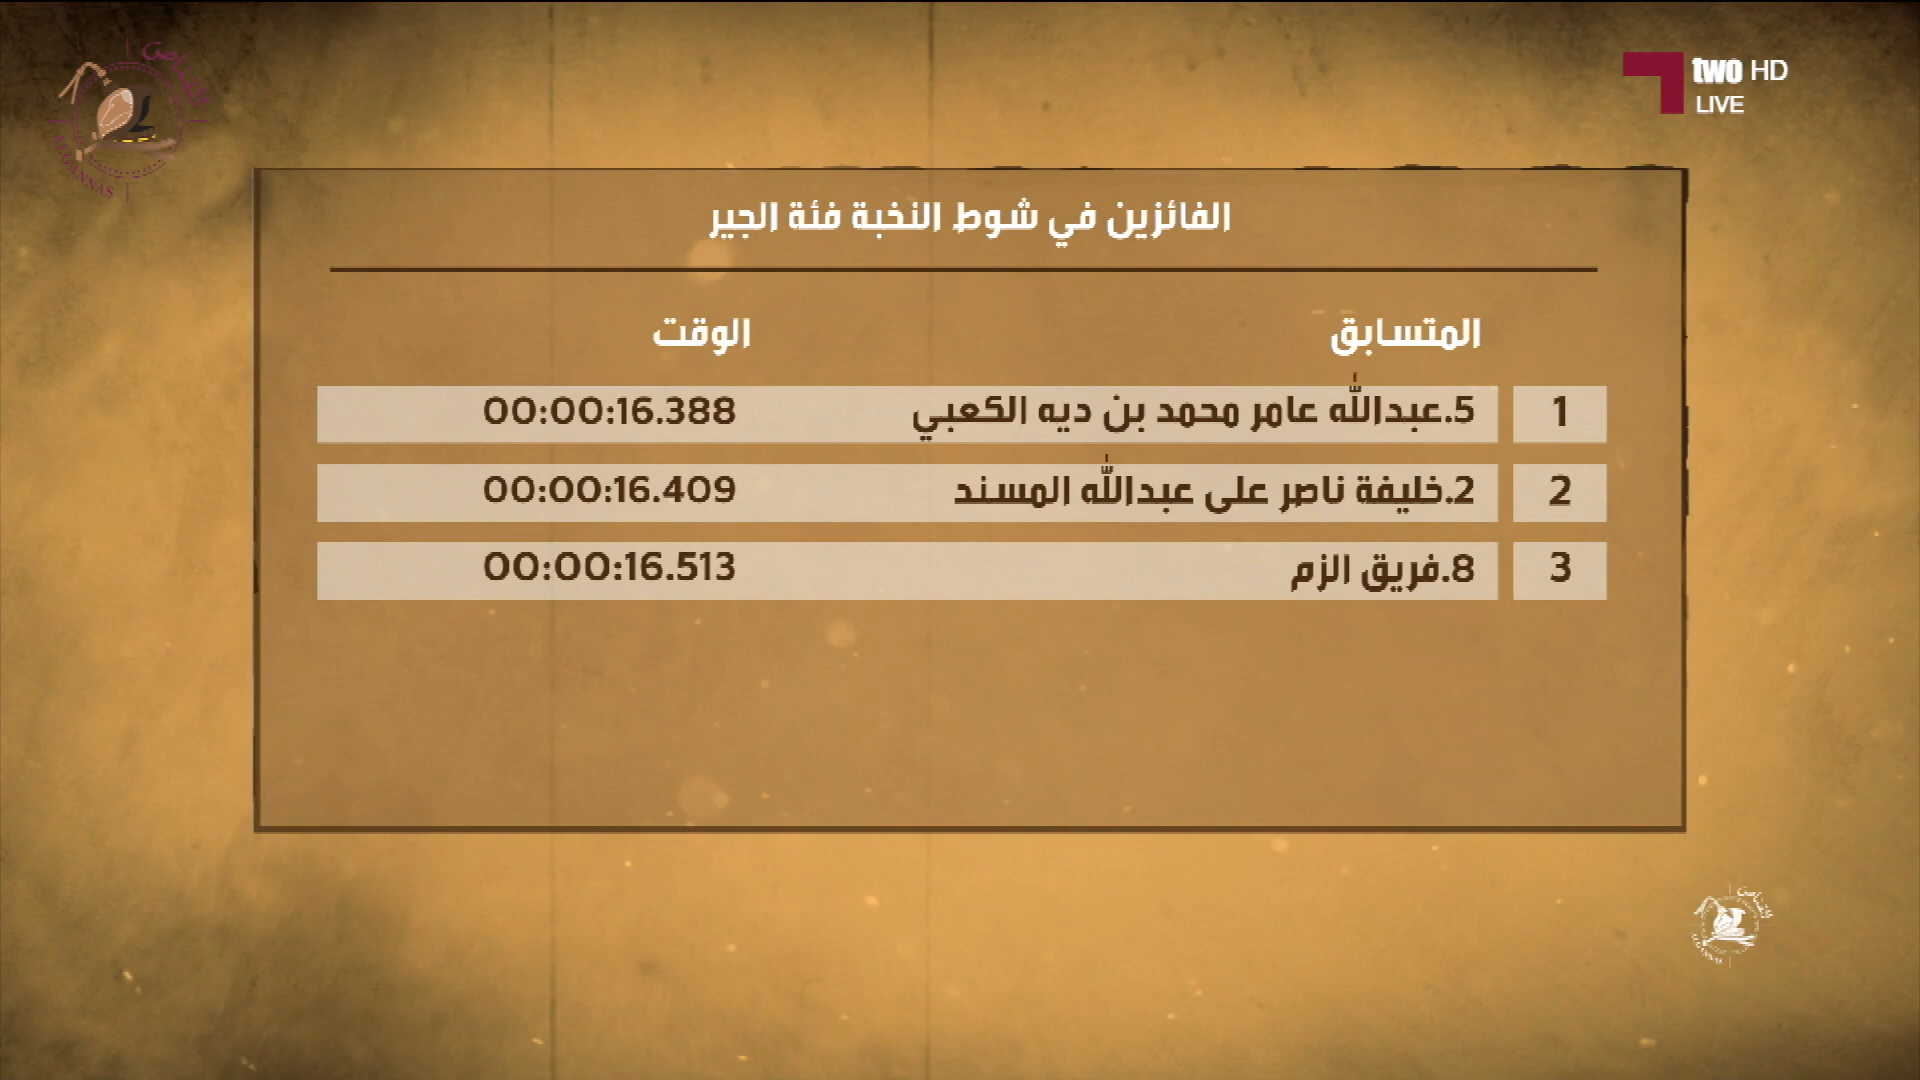 two HD
LIVE
الفائزين في شوط النخبة فئة الجير
المتسابق الوقت
1 5.عبدالله عامر محمد بن ديه الكعبي 00:00:16.388
2 2.خليفة ناصر على عبدالله المسند 00:00:16.409
3 8.فريق الزم 00:00:16.513